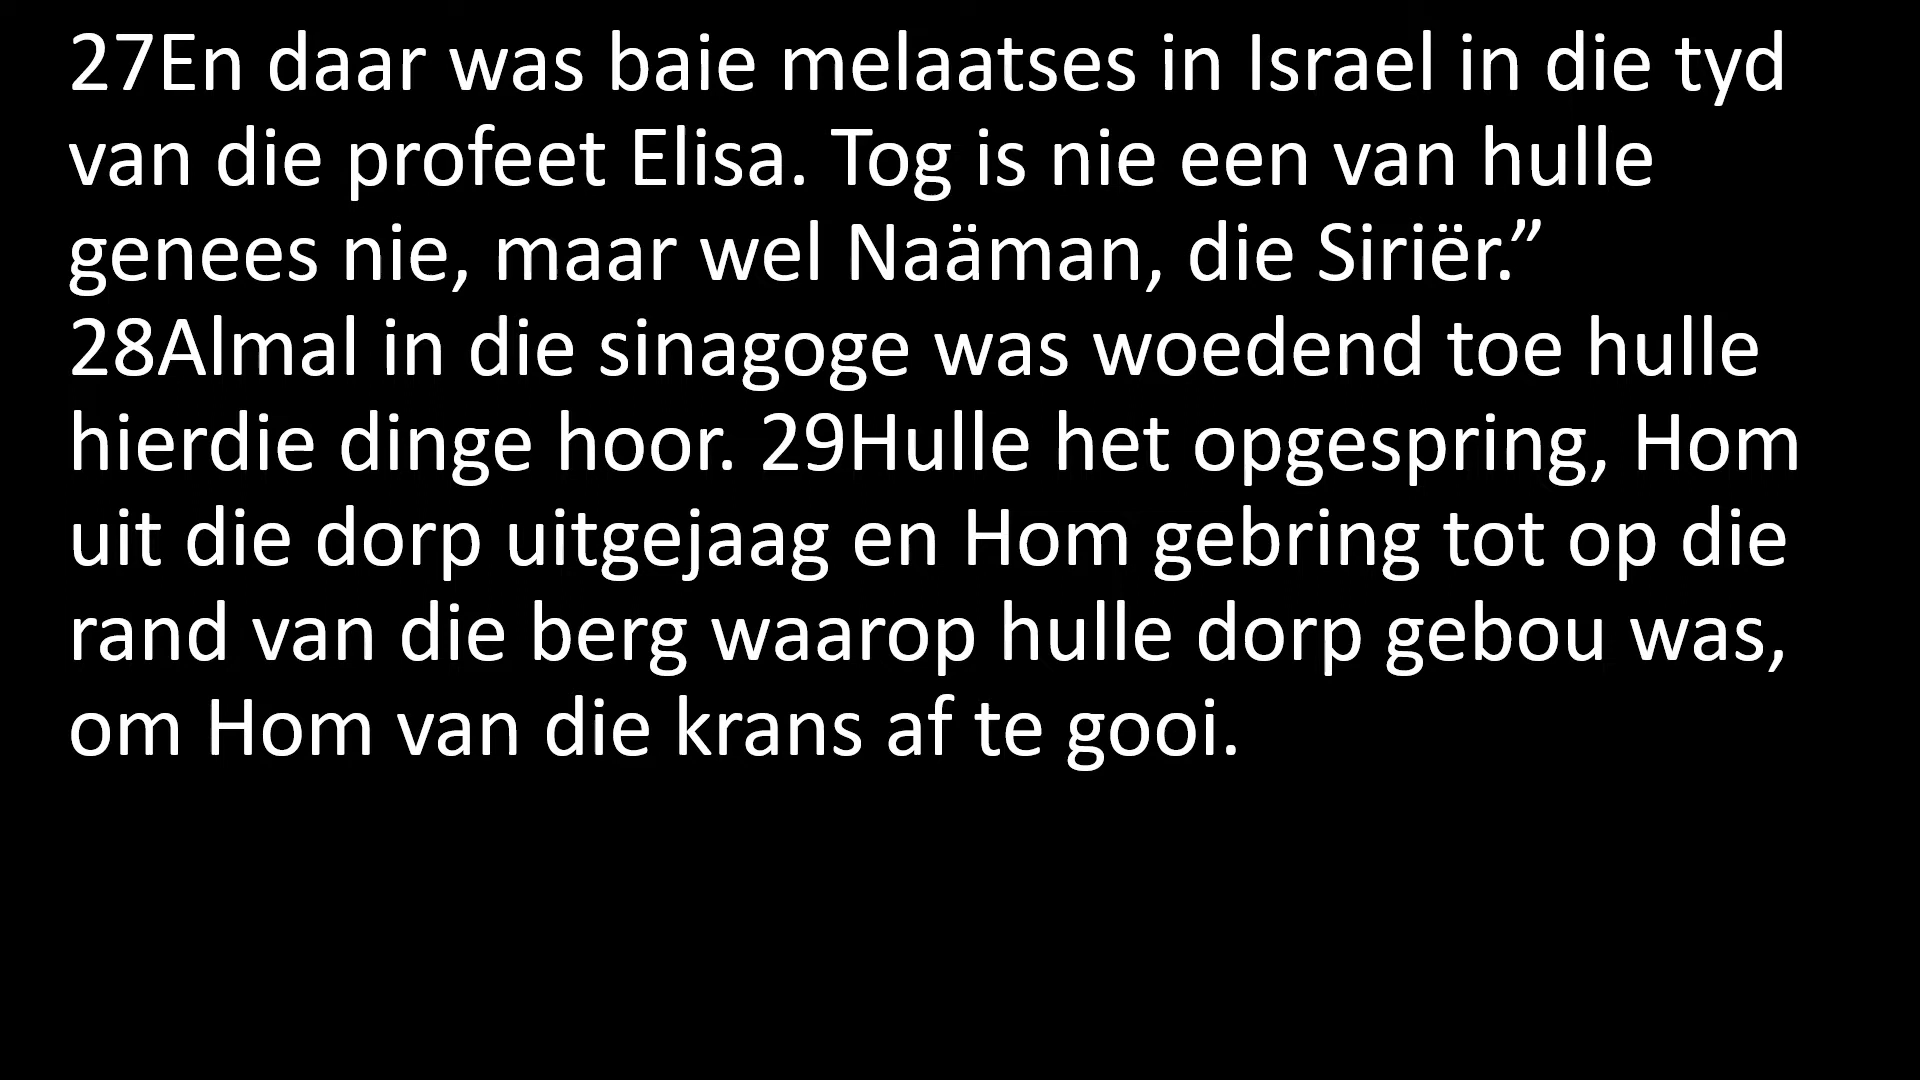 27En daar was baie melaatses in Israel in die tyd
van die profeet Elisa. Tog is nie een van hulle
genees nie, maar wel Naäman, die Siriër.”
28Almal in die sinagoge was woedend toe hulle
hierdie dinge hoor. 29Hulle het opgespring, Hom
uit die dorp uitgejaag en Hom gebring tot op die
rand van die berg waarop hulle dorp gebou was,
om Hom van die krans af te gooi.